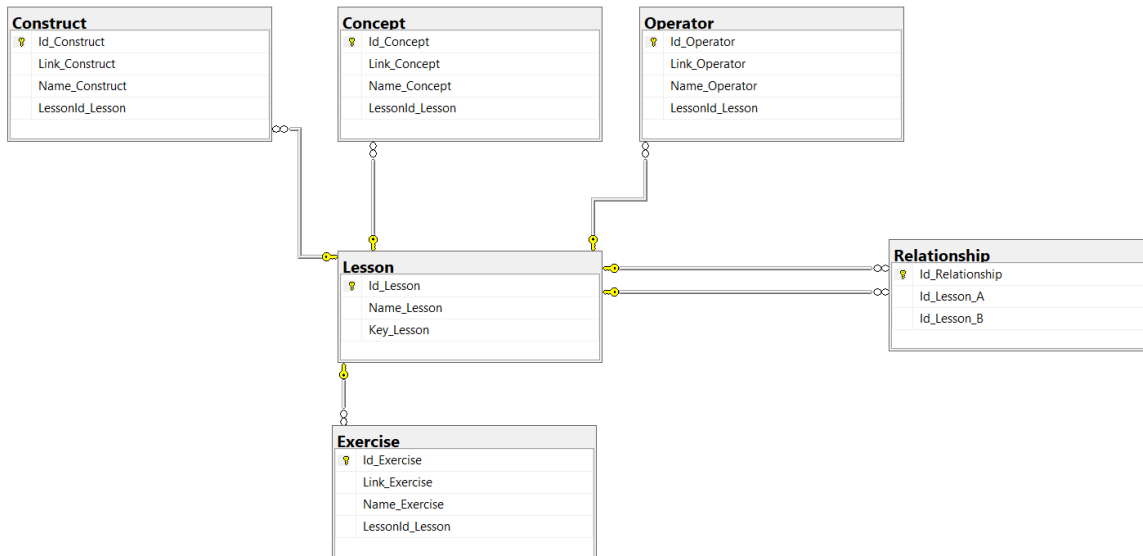 Construct
Id_Construct
Link_Construct
Name_Construct
LessonId_Lesson
Concept
Id_Concept
Link_Concept
Name_Concept
LessonId_Lesson
Operator
Id_Operator
Link_Operator
Name_Operator
LessonId_Lesson
Lesson
Id_Lesson
Name_Lesson
Key_Lesson
Relationship
Id_Relationship
Id_Lesson_A
Id_Lesson_B
Exercise
Id_Exercise
Link_Exercise
Name_Exercise
LessonId_Lesson